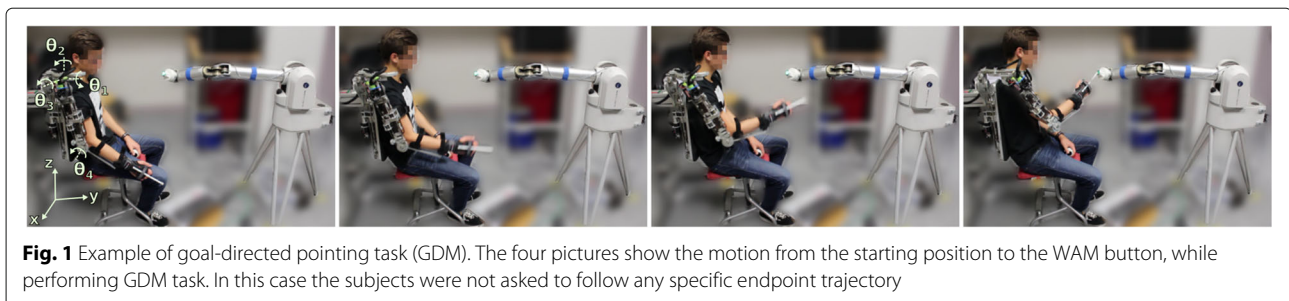 θ₂
θ₁
θ₃
θ₄
z
y
x
Fig. 1 Example of goal-directed pointing task (GDM). The four pictures show the motion from the starting position to the WAM button, while
performing GDM task. In this case the subjects were not asked to follow any specific endpoint trajectory